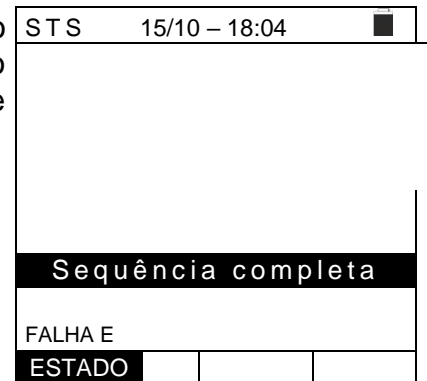 o
o
e
STS 15/10 – 18:04
Sequência completa
FALHA E
ESTADO